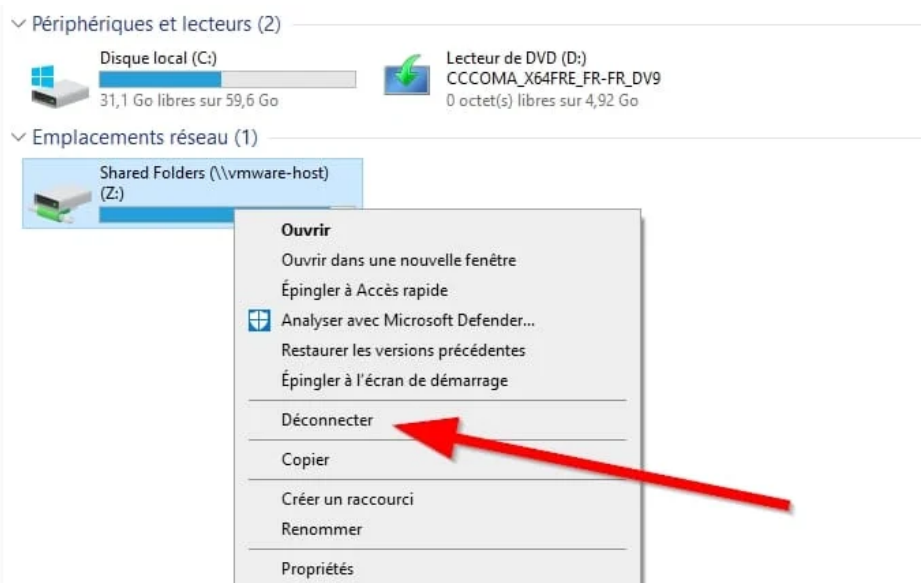 Périphériques et lecteurs (2)
Disque local (C:)
31,1 Go libres sur 59,6 Go
Lecteur de DVD (D:)
CCCOMA_X64FRE_FR-FR_DV9
0 octet(s) libres sur 4,92 Go
Emplacements réseau (1)
Shared Folders (\\vmware-host)
(Z:)
Ouvrir
Ouvrir dans une nouvelle fenêtre
Épingler à Accès rapide
Analyser avec Microsoft Defender...
Restaurer les versions précédentes
Épingler à l'écran de démarrage
Déconnecter
Copier
Créer un raccourci
Renommer
Propriétés